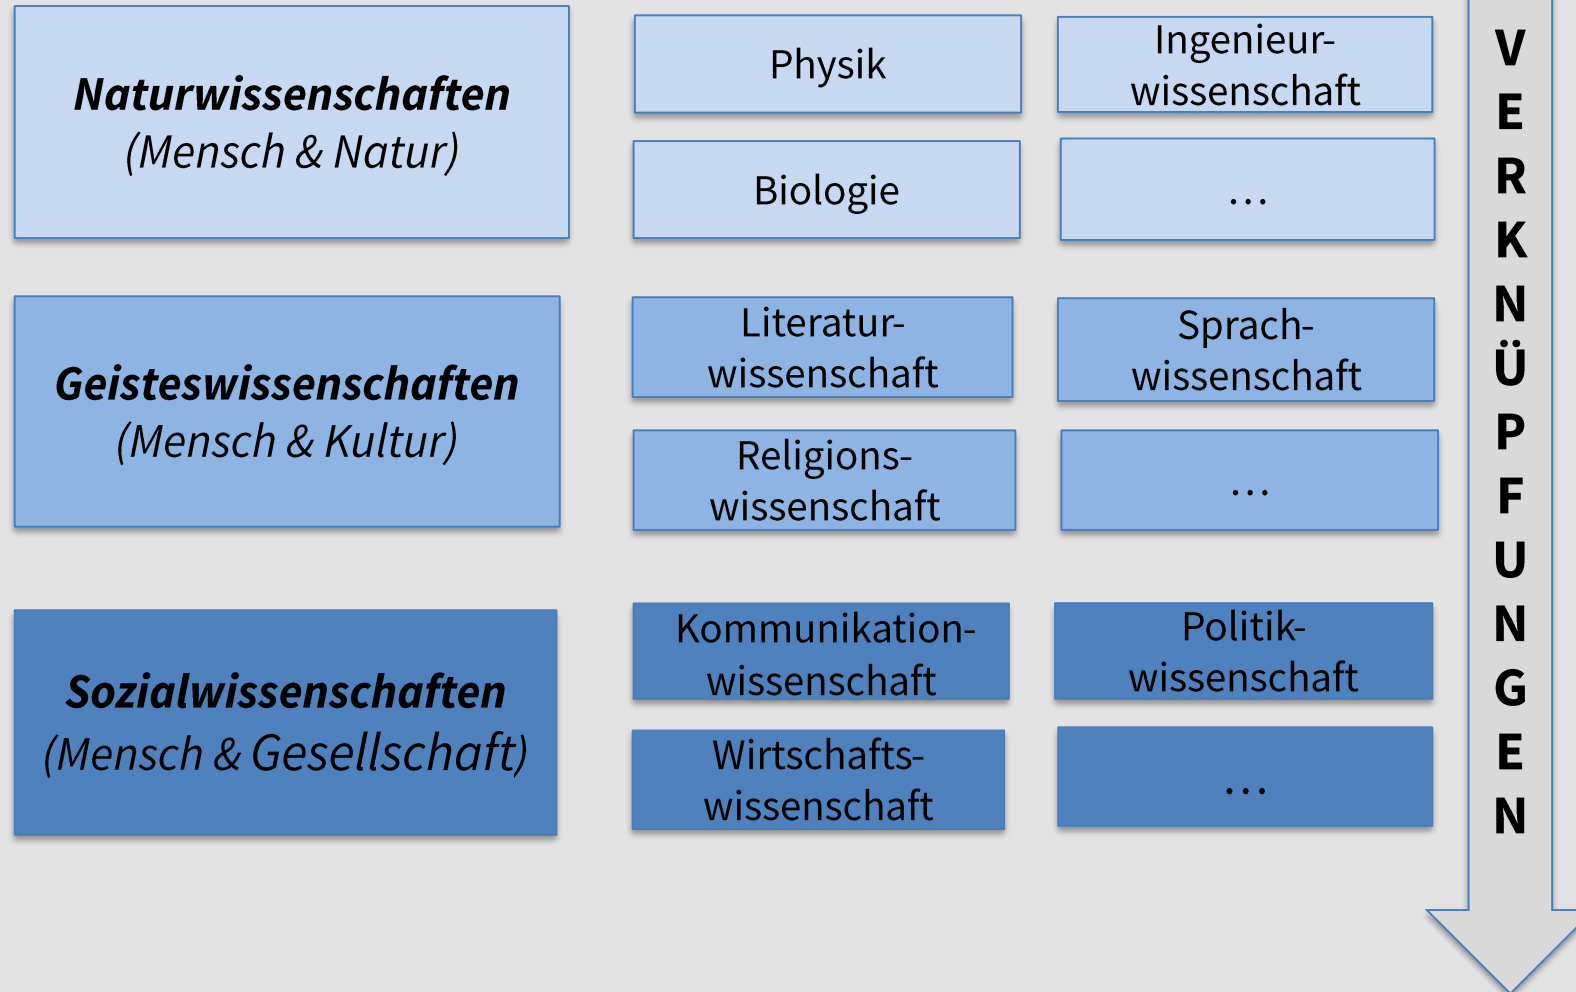 Naturwissenschaften
(Mensch & Natur)
Physik
Ingenieur-
wissenschaft
Biologie
…
Geisteswissenschaften
(Mensch & Kultur)
Literatur-
wissenschaft
Sprach-
wissenschaft
Religions-
wissenschaft
…
Sozialwissenschaften
(Mensch & Gesellschaft)
Kommunikation-
wissenschaft
Politik-
wissenschaft
Wirtschafts-
wissenschaft
…
V
E
R
K
N
Ü
P
F
U
N
G
E
N